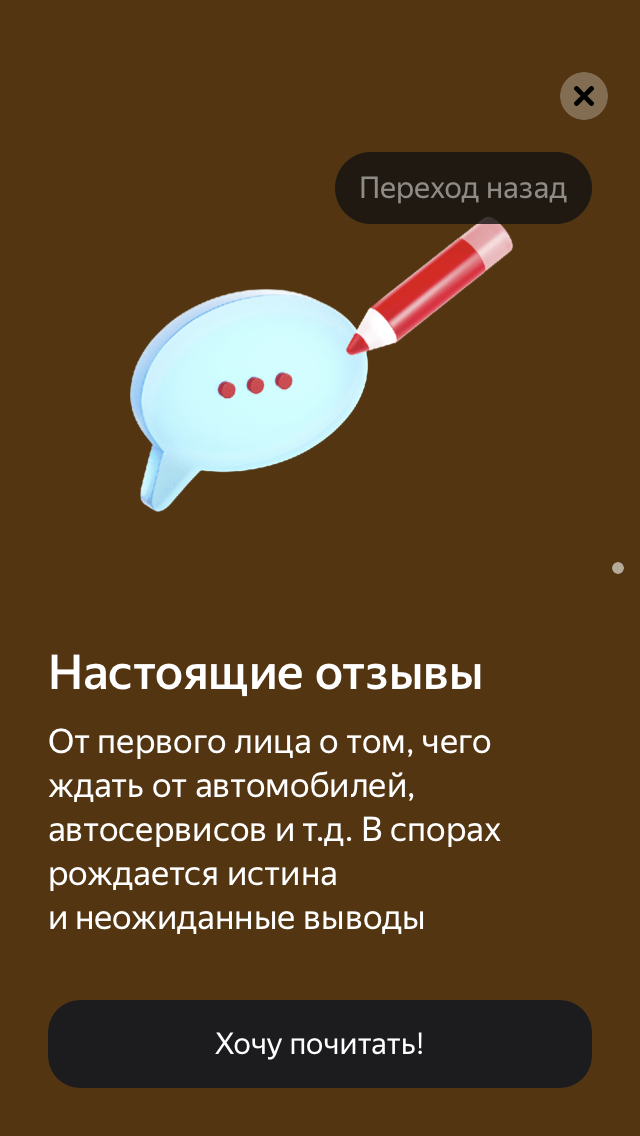 Переход назад
Настоящие отзывы
От первого лица о том, чего
ждать от автомобилей,
автосервисов и т.д. В спорах
рождается истина
и неожиданные выводы
Хочу почитать!